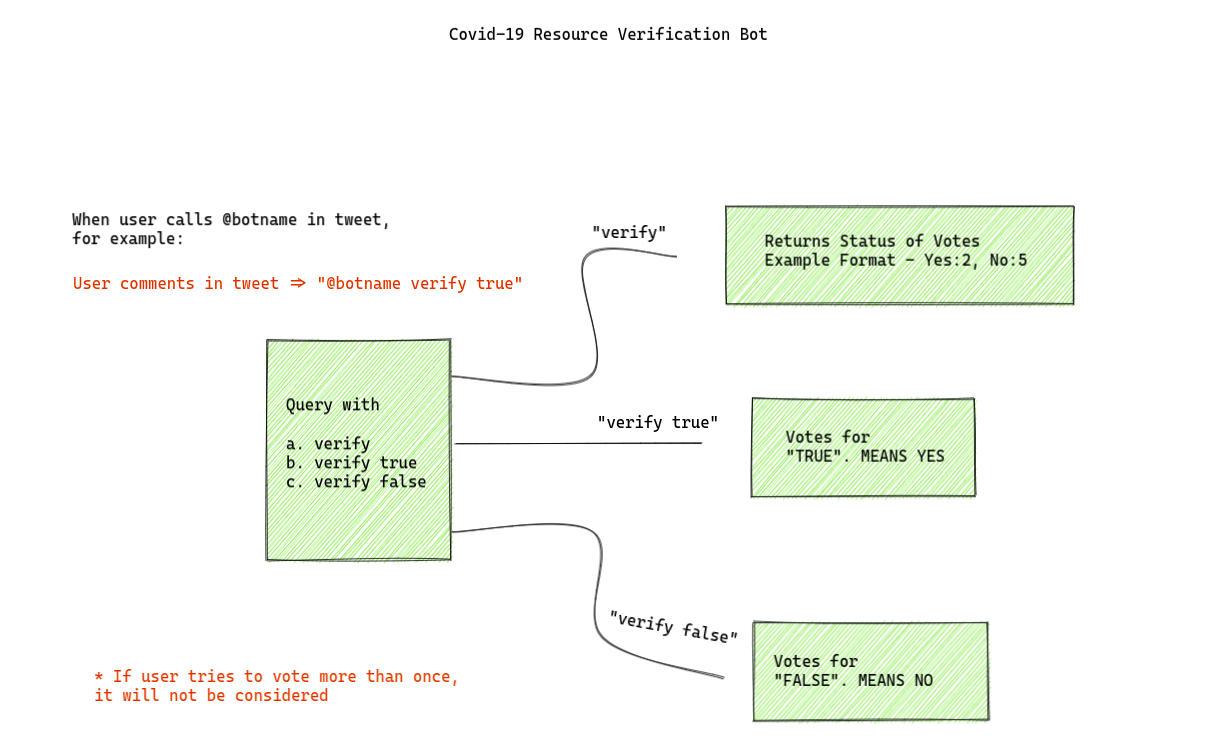 Covid-19 Resource Verification Bot
When user calls @botname in tweet,
for example:
User comments in tweet => "@botname verify true"
"verify"
Returns Status of Votes
Example Format - Yes:2, No:5
Query with
a. verify
b. verify true
c. verify false
"verify true"
Votes for
"TRUE". MEANS YES
"verify false"
Votes for
"FALSE". MEANS NO
* If user tries to vote more than once,
it will not be considered